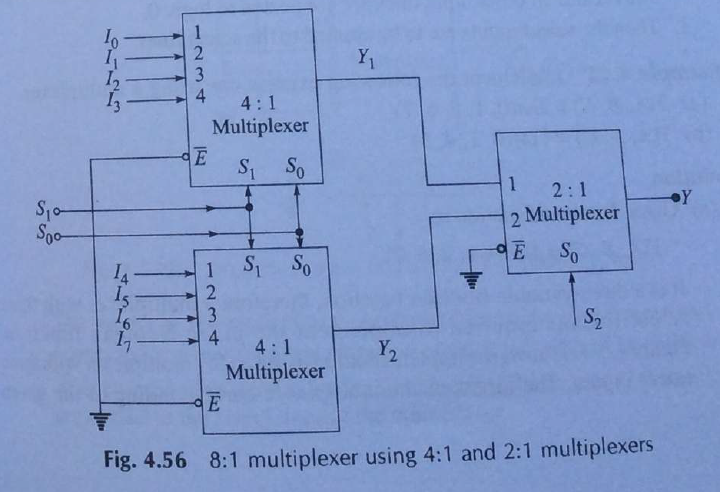 I₀ 1
I₁ 2
I₂ 3
I₃ 4
4 : 1
Multiplexer
E̅ S₁ S₀
Y₁
S₁
S₀
1 2 : 1
2 Multiplexer
E̅ S₀
Y
S₂
I₄ 1 S₁ S₀
I₅ 2
I₆ 3
I₇ 4
4 : 1
Multiplexer
E̅
Y₂
Fig. 4.56 8:1 multiplexer using 4:1 and 2:1 multiplexers